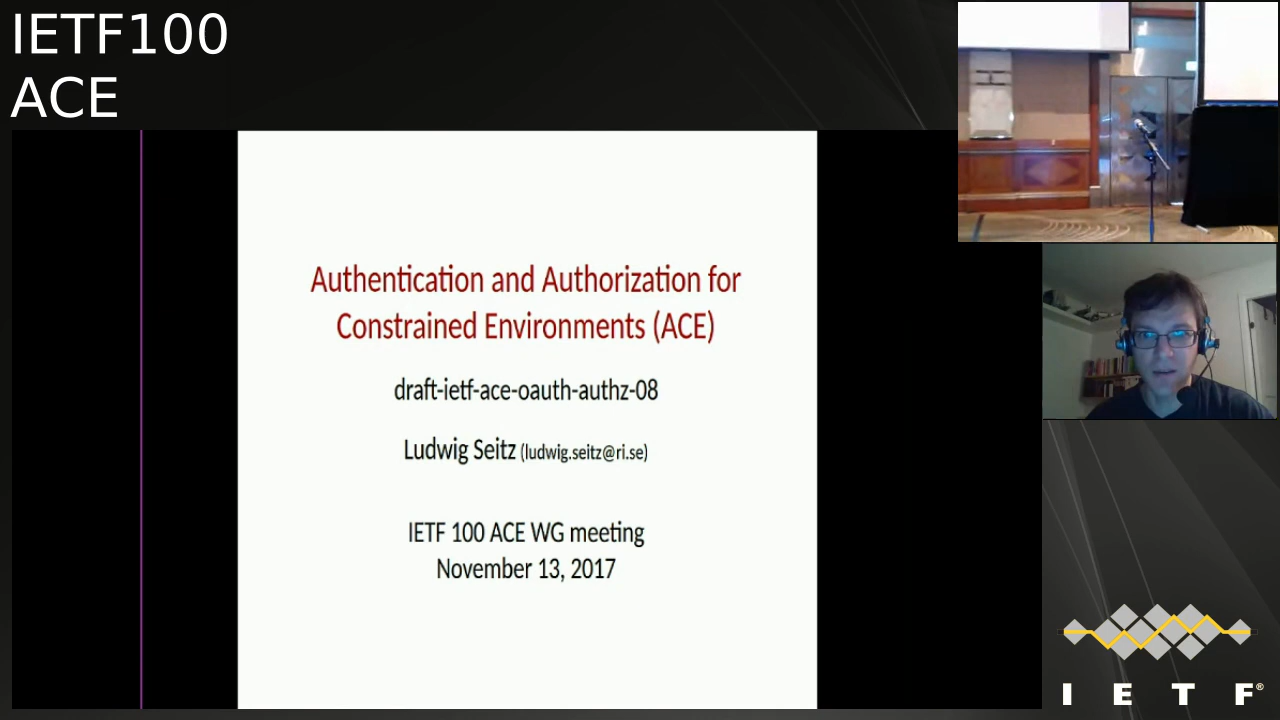 IETF100
ACE
Authentication and Authorization for
Constrained Environments (ACE)
draft-ietf-ace-oauth-authz-08
Ludwig Seitz (ludwig.seitz@ri.se)
IETF 100 ACE WG meeting
November 13, 2017
I E T F®